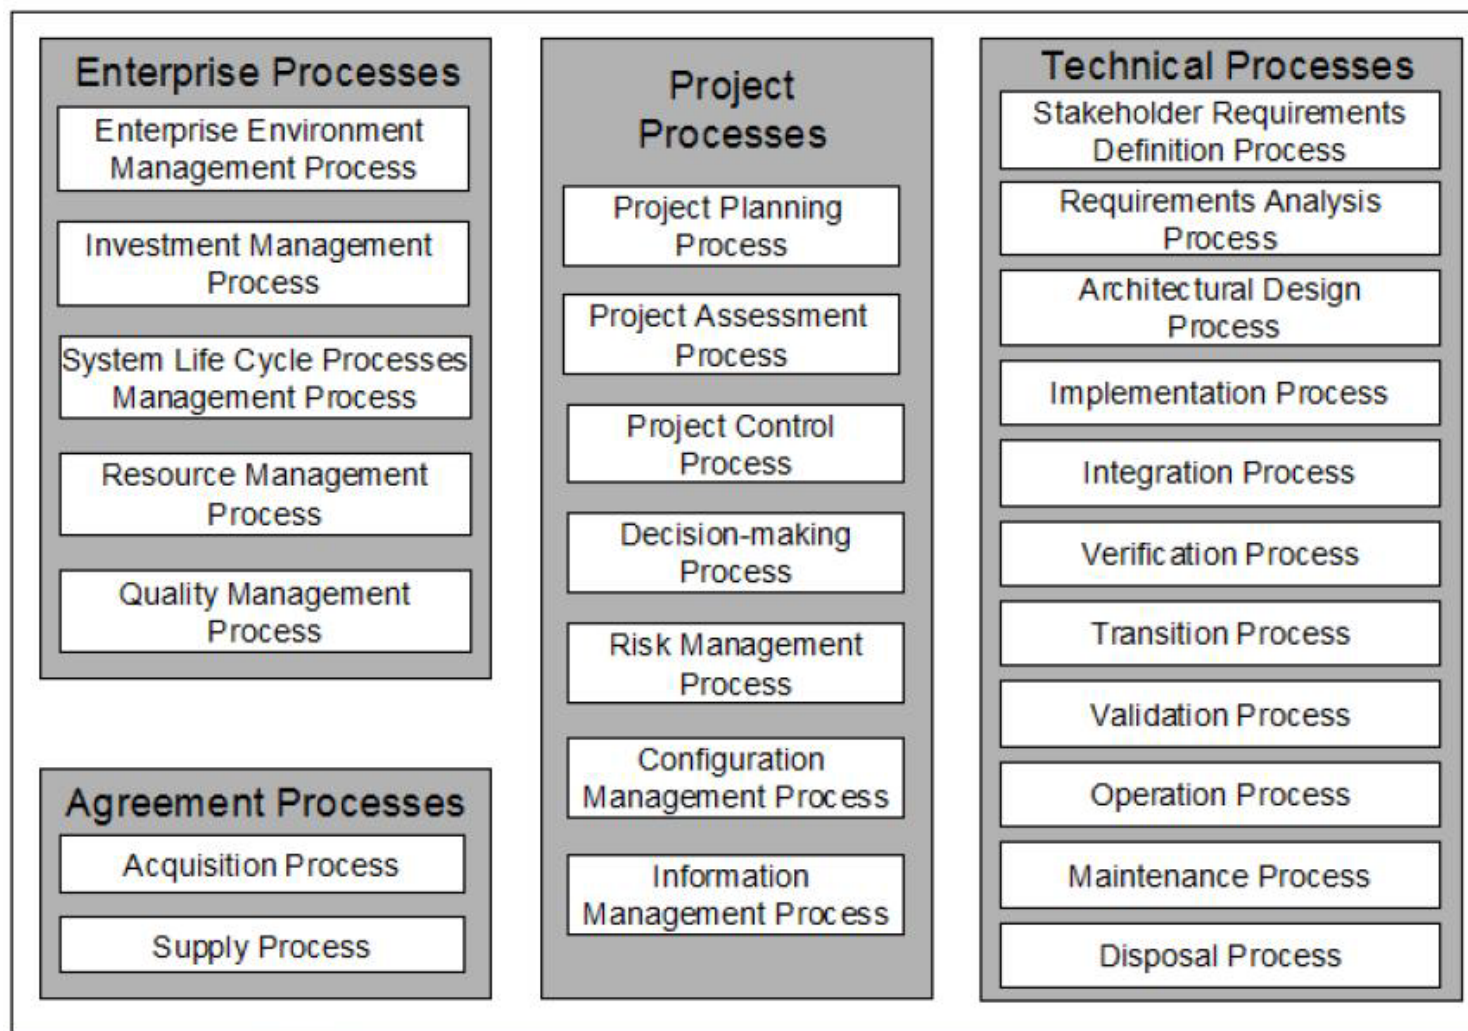 Enterprise Processes
Enterprise Environment
Management Process
Investment Management
Process
System Life Cycle Processes
Management Process
Resource Management
Process
Quality Management
Process
Agreement Processes
Acquisition Process
Supply Process
Project
Processes
Project Planning
Process
Project Assessment
Process
Project Control
Process
Decision-making
Process
Risk Management
Process
Configuration
Management Process
Information
Management Process
Technical Processes
Stakeholder Requirements
Definition Process
Requirements Analysis
Process
Architectural Design
Process
Implementation Process
Integration Process
Verification Process
Transition Process
Validation Process
Operation Process
Maintenance Process
Disposal Process